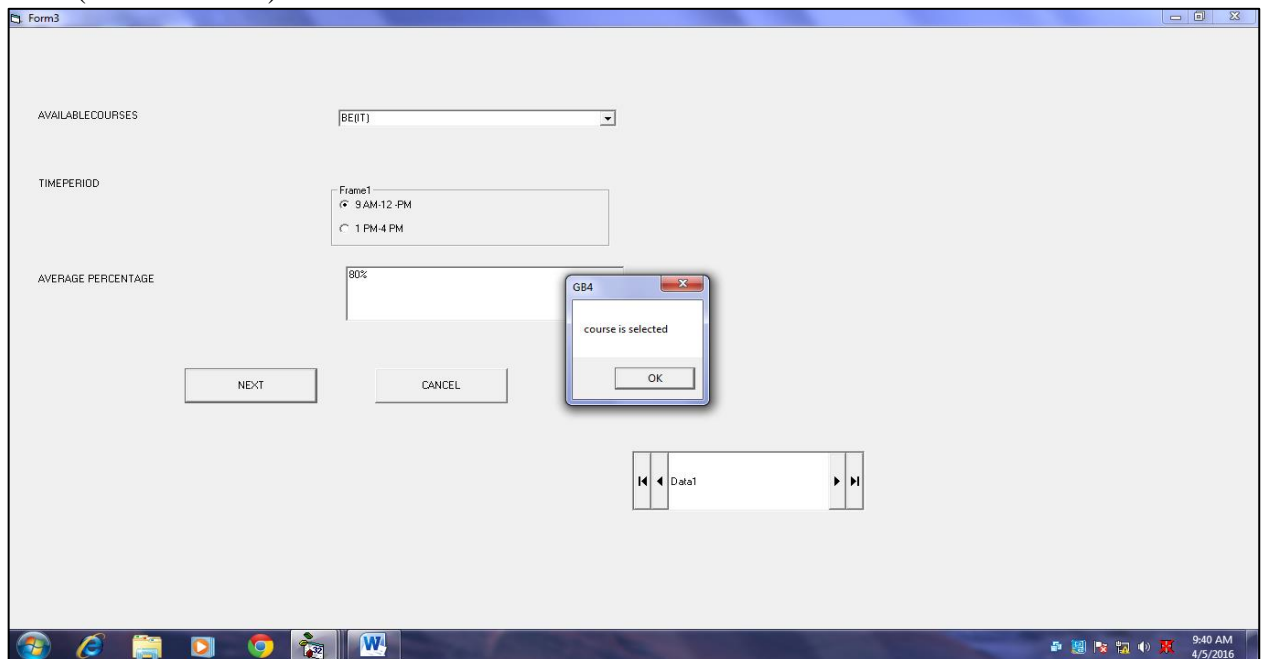 Form3
AVAILABLECOURSES
BE(IT)
TIMEPERIOD
Frame1
9 AM-12 -PM
1 PM-4 PM
AVERAGE PERCENTAGE
80%
GB4
course is selected
OK
NEXT
CANCEL
Data1
W
9:40 AM
4/5/2016